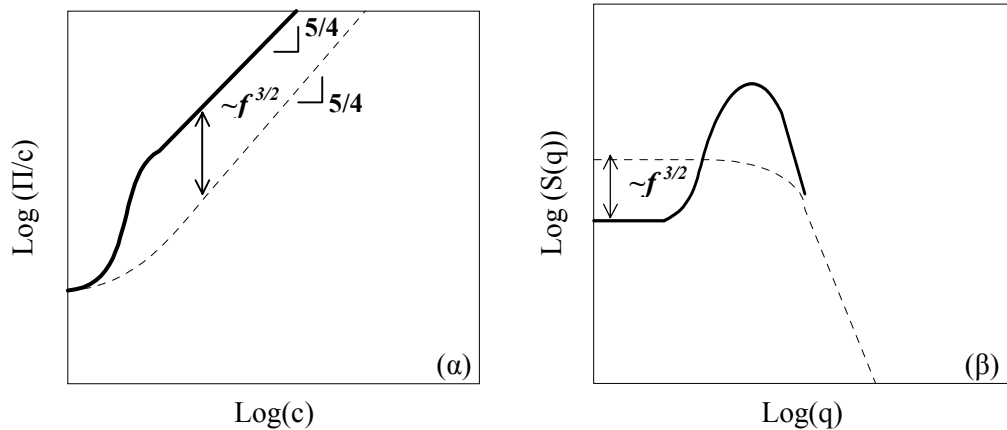 5/4
5/4
~f 3/2
Log (Π/c)
Log(c)
(α)
~f 3/2
Log (S(q))
Log(q)
(β)